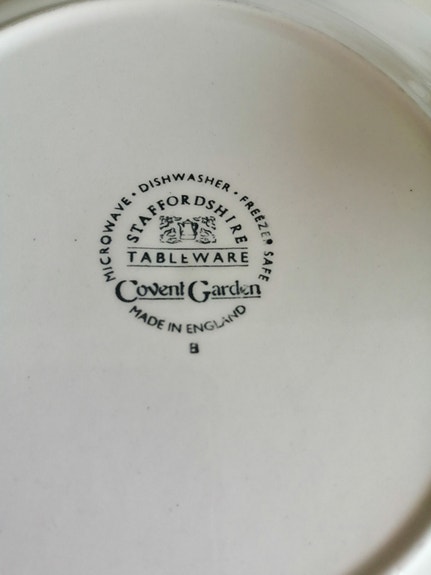 MICROWAVE • DISHWASHER • FREEZER SAFE
STAFFORDSHIRE
TABLEWARE
Covent Garden
MADE IN ENGLAND
B